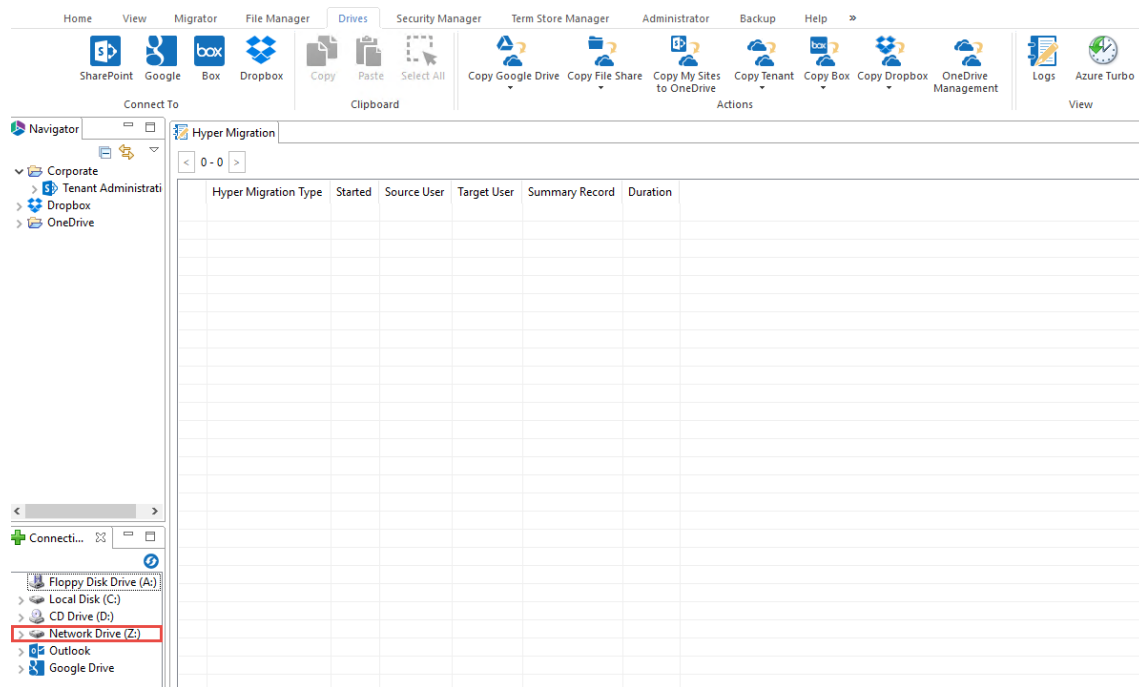 Home View Migrator File Manager Drives Security Manager Term Store Manager Administrator Backup Help »
S box
SharePoint Google Box Dropbox Copy Paste Select All Copy Google Drive Copy File Share Copy My Sites to OneDrive Copy Tenant Copy Box Copy Dropbox OneDrive Management Logs Azure Turbo
Connect To Clipboard Actions View
Navigator
Hyper Migration
< 0 - 0 >
Hyper Migration Type Started Source User Target User Summary Record Duration
Corporate
Tenant Administrati
Dropbox
OneDrive
Connecti...
Floppy Disk Drive (A:)
Local Disk (C:)
CD Drive (D:)
Network Drive (Z:)
Outlook
Google Drive